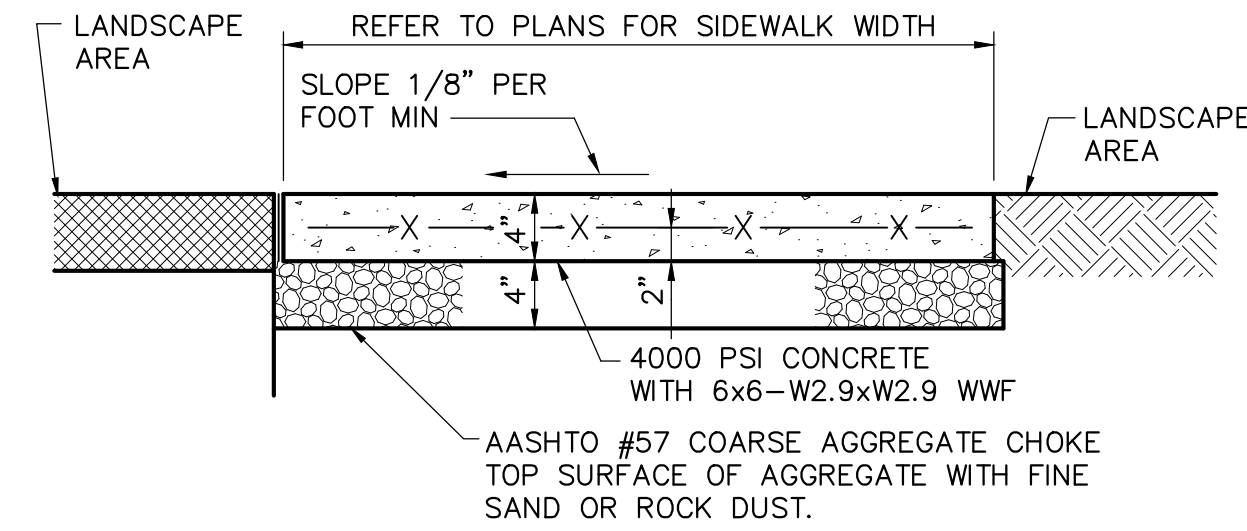 LANDSCAPE
AREA
REFER TO PLANS FOR SIDEWALK WIDTH
SLOPE 1/8” PER
FOOT MIN
LANDSCAPE
AREA
4”
4”
2”
4000 PSI CONCRETE
WITH 6x6–W2.9xW2.9 WWF
AASHTO #57 COARSE AGGREGATE CHOKE
TOP SURFACE OF AGGREGATE WITH FINE
SAND OR ROCK DUST.